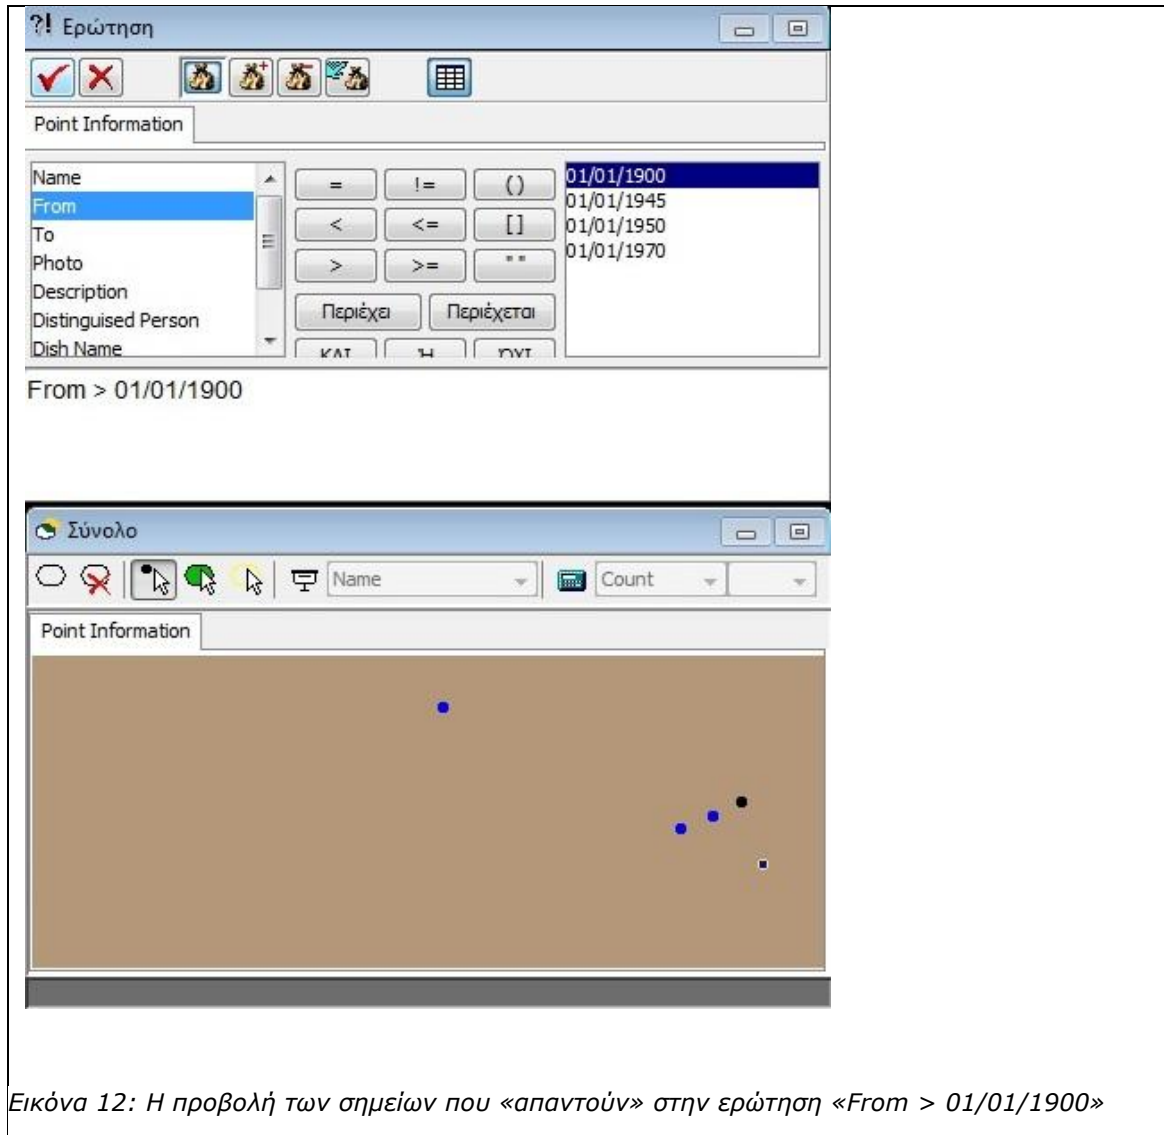 ?! Ερώτηση
Point Information
Name
From
To
Photo
Description
Distinguised Person
Dish Name
= != ()
< <= []
> >= " "
Περιέχει Περιέχεται
ΚΑΙ Ή ΌΧΙ
01/01/1900
01/01/1945
01/01/1950
01/01/1970
From > 01/01/1900
Σύνολο
Name Count
Point Information
Εικόνα 12: Η προβολή των σημείων που «απαντούν» στην ερώτηση «From > 01/01/1900»